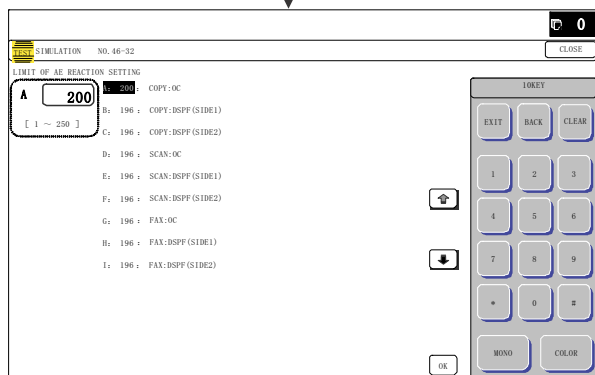 0
TEST SIMULATION NO.46-32 CLOSE
LIMIT OF AE REACTION SETTING
A 200
[ 1 ~ 250 ]
A: 200 : COPY:OC
B: 196 : COPY:DSPF(SIDE1)
C: 196 : COPY:DSPF(SIDE2)
D: 196 : SCAN:OC
E: 196 : SCAN:DSPF(SIDE1)
F: 196 : SCAN:DSPF(SIDE2)
G: 196 : FAX:OC
H: 196 : FAX:DSPF(SIDE1)
I: 196 : FAX:DSPF(SIDE2)
OK
10KEY
EXIT BACK CLEAR
1 2 3
4 5 6
7 8 9
* 0 #
MONO COLOR